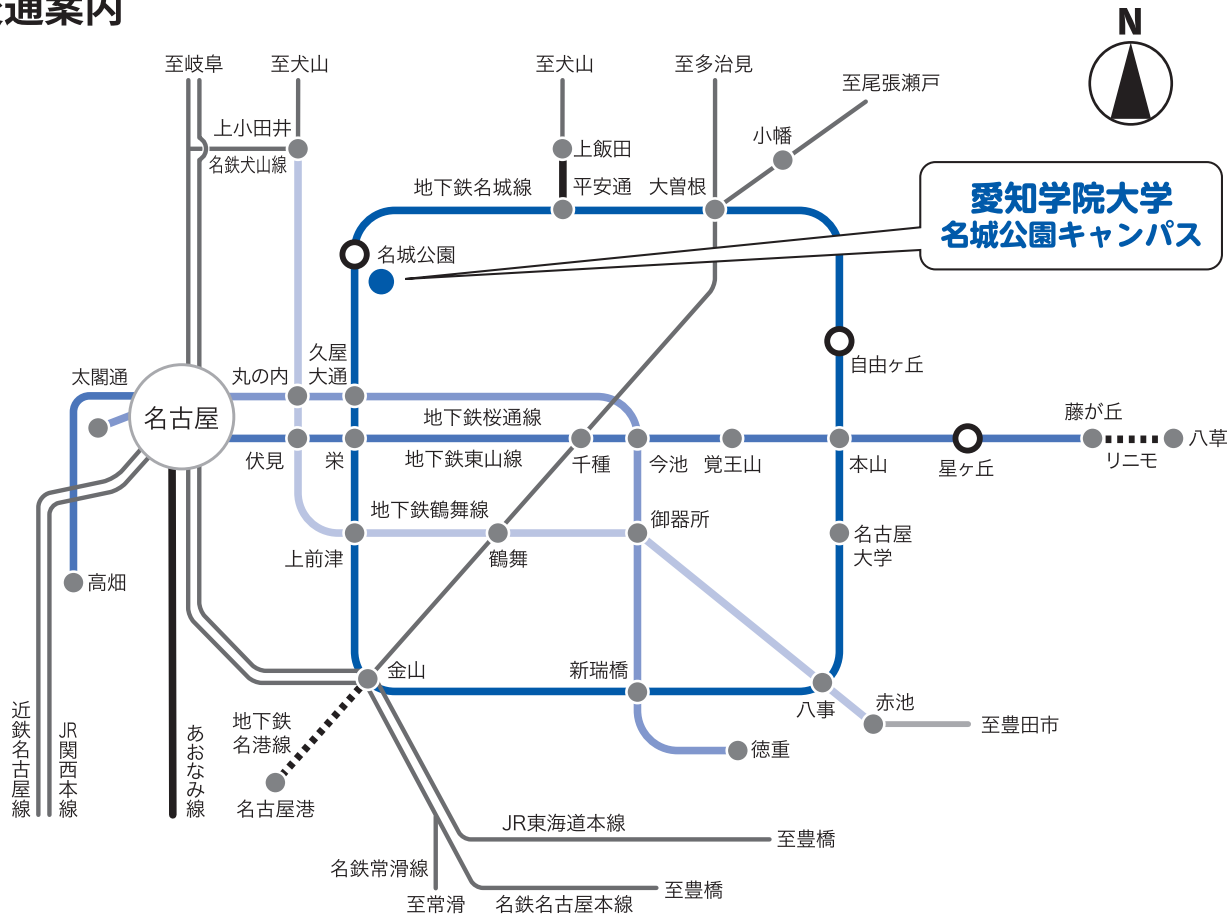 通案内
N
至岐阜
至犬山
至犬山
至多治見
至尾張瀬戸
上小田井
名鉄犬山線
上飯田
小幡
地下鉄名城線
平安通
大曽根
愛知学院大学
名城公園キャンパス
名城公園
自由ヶ丘
太閤通
丸の内
久屋
大通
名古屋
地下鉄桜通線
藤が丘
八草
リニモ
伏見
栄
地下鉄東山線
千種
今池
覚王山
本山
星ヶ丘
地下鉄鶴舞線
御器所
名古屋
大学
上前津
鶴舞
高畑
金山
新瑞橋
八事
赤池
至豊田市
近鉄名古屋線
JR関西本線
あおなみ線
地下鉄
名港線
名古屋港
徳重
JR東海道本線
至豊橋
名鉄常滑線
至常滑
名鉄名古屋本線
至豊橋